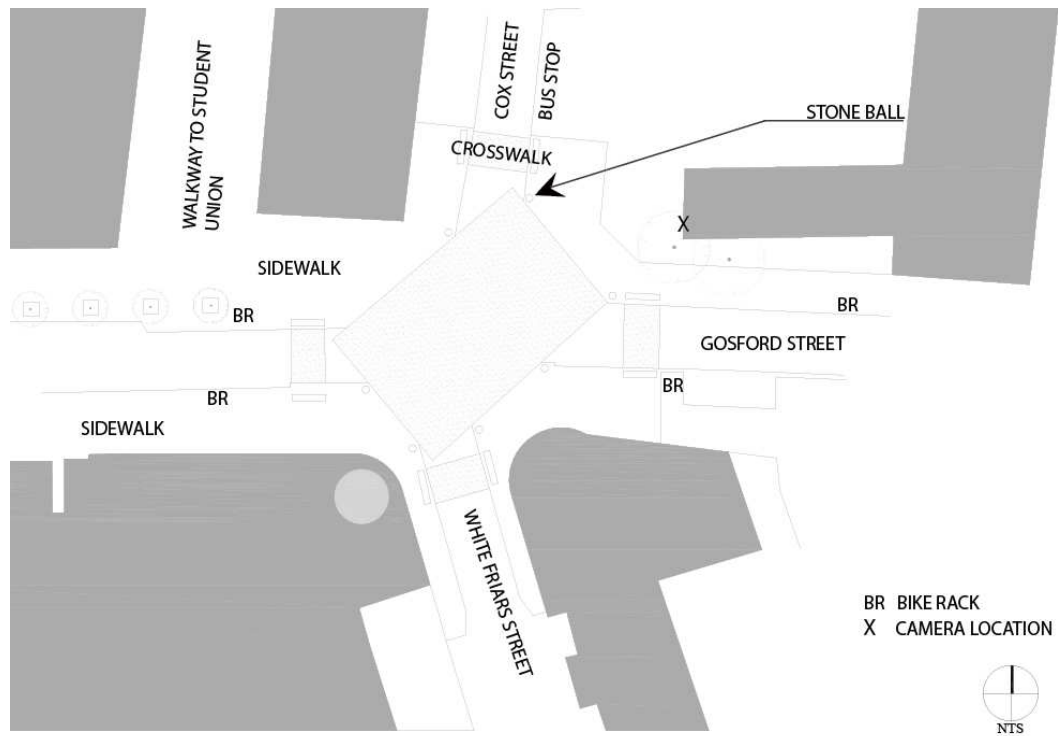 WALKWAY TO STUDENT
UNION
COX STREET
BUS STOP
STONE BALL
CROSSWALK
X
SIDEWALK
BR
BR
GOSFORD STREET
BR
BR
SIDEWALK
WHITE FRIARS STREET
BR BIKE RACK
X CAMERA LOCATION
NTS